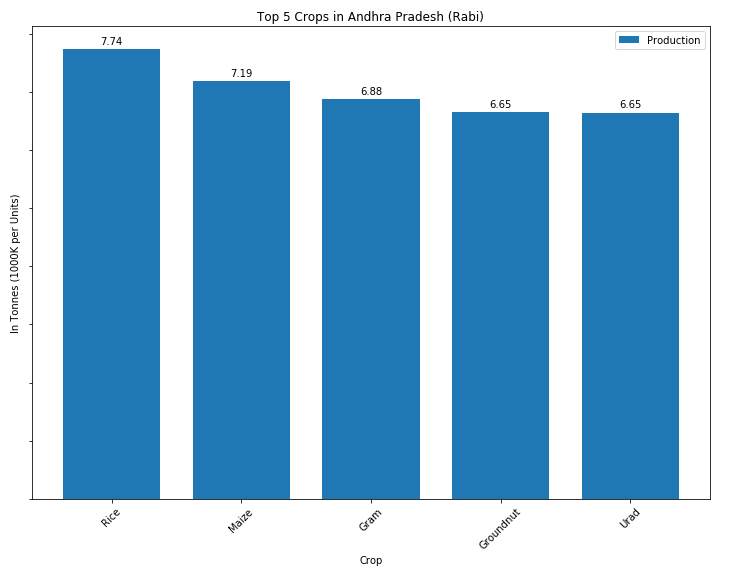 Top 5 Crops in Andhra Pradesh (Rabi)
Production
7.74
7.19
6.88
6.65
6.65
In Tonnes (1000K per Units)
Rice
Maize
Gram
Groundnut
Urad
Crop